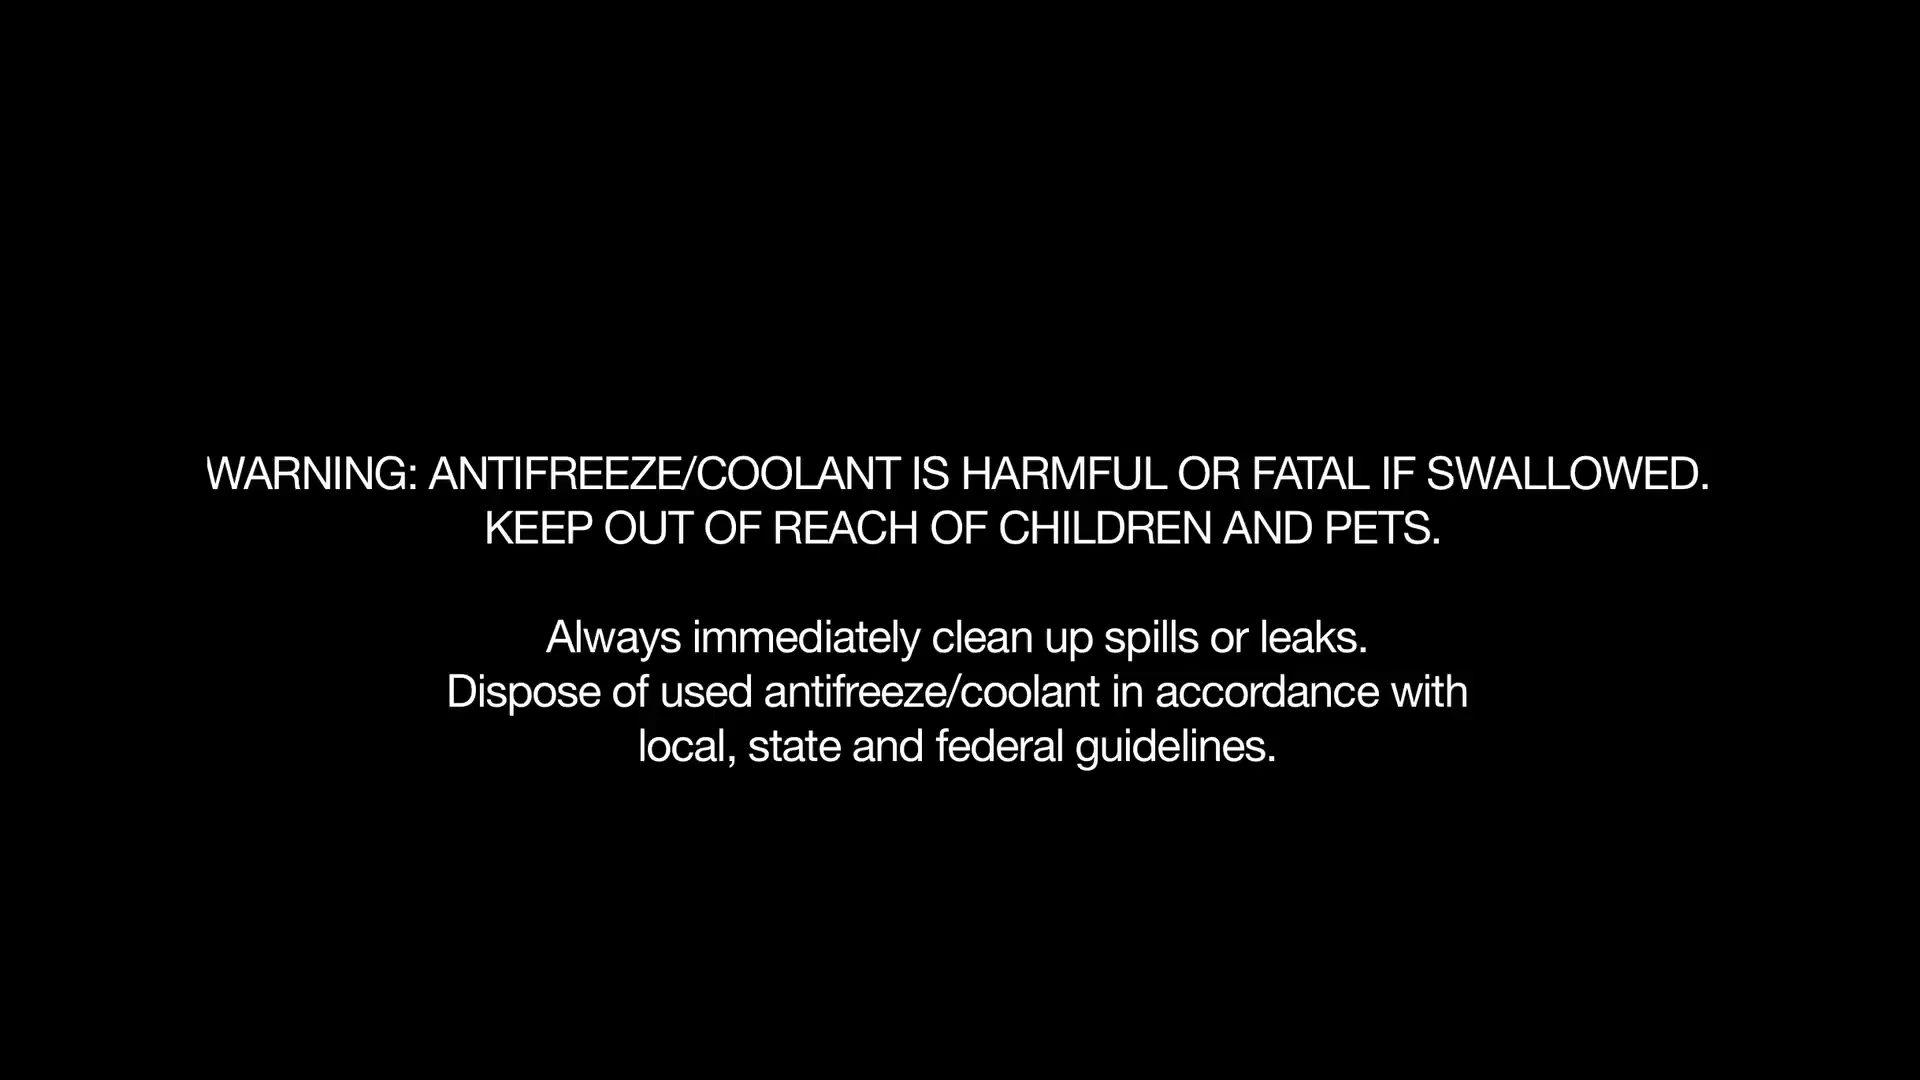 WARNING: ANTIFREEZE/COOLANT IS HARMFUL OR FATAL IF SWALLOWED.
KEEP OUT OF REACH OF CHILDREN AND PETS.
Always immediately clean up spills or leaks.
Dispose of used antifreeze/coolant in accordance with
local, state and federal guidelines.